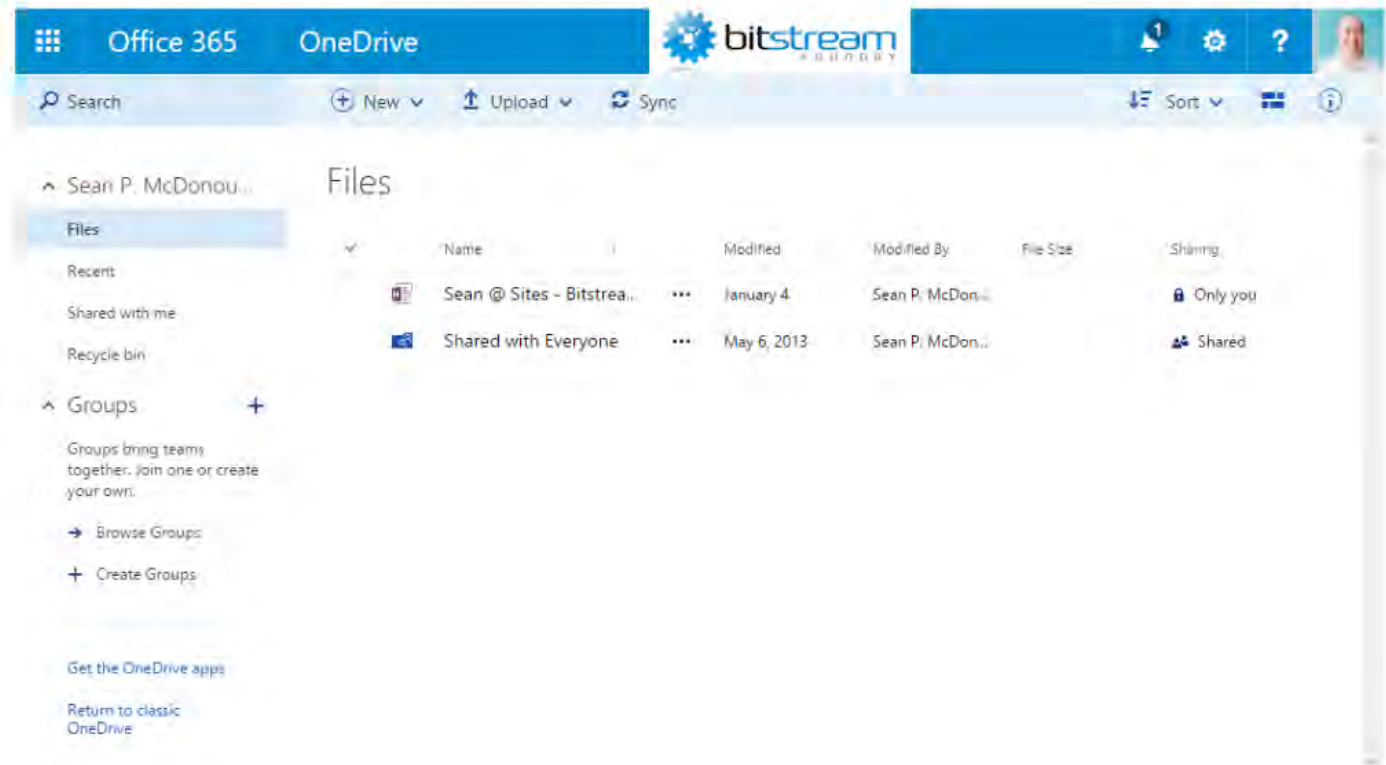 Office 365 OneDrive bitstream FOUNDRY 1 ?
Search New Upload Sync Sort
Sean P. McDonou...
Files
Recent
Shared with me
Recycle bin
Groups +
Groups bring teams
together. Join one or create
your own.
Browse Groups
+ Create Groups
Get the OneDrive apps
Return to classic
OneDrive
Files
Name Modified Modified By File Size Sharing
Sean @ Sites - Bitstrea... ... January 4 Sean P. McDon... Only you
Shared with Everyone ... May 6, 2013 Sean P. McDon... Shared